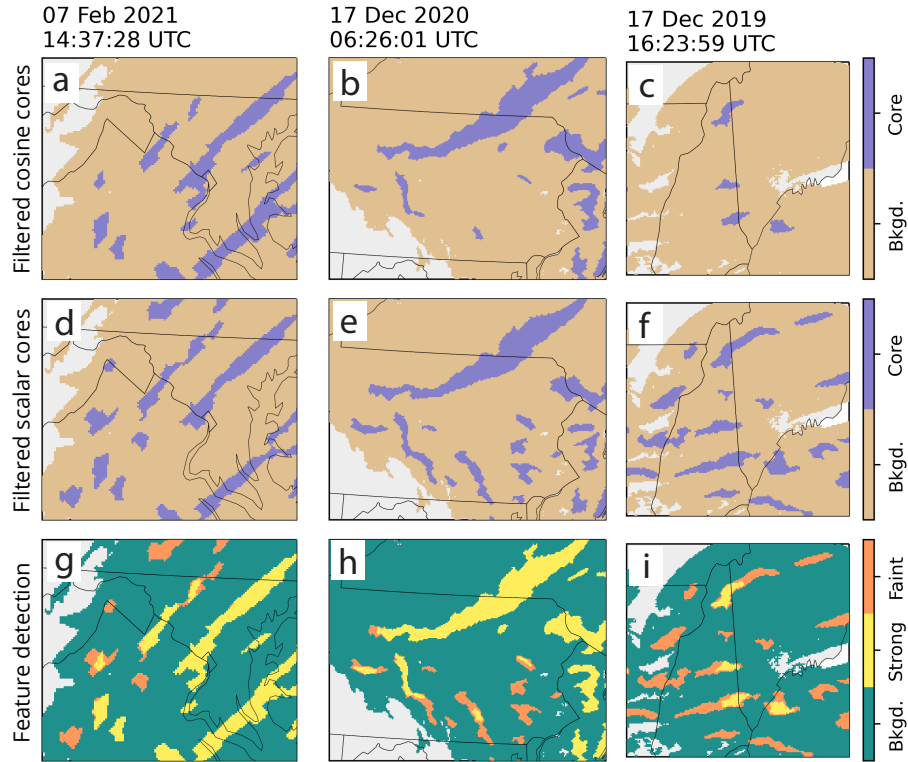 07 Feb 2021
14:37:28 UTC
17 Dec 2020
06:26:01 UTC
17 Dec 2019
16:23:59 UTC
Filtered cosine cores
a
b
c
Core
Bkgd.
Filtered scalar cores
d
e
f
Core
Bkgd.
Feature detection
g
h
i
Faint
Strong
Bkgd.